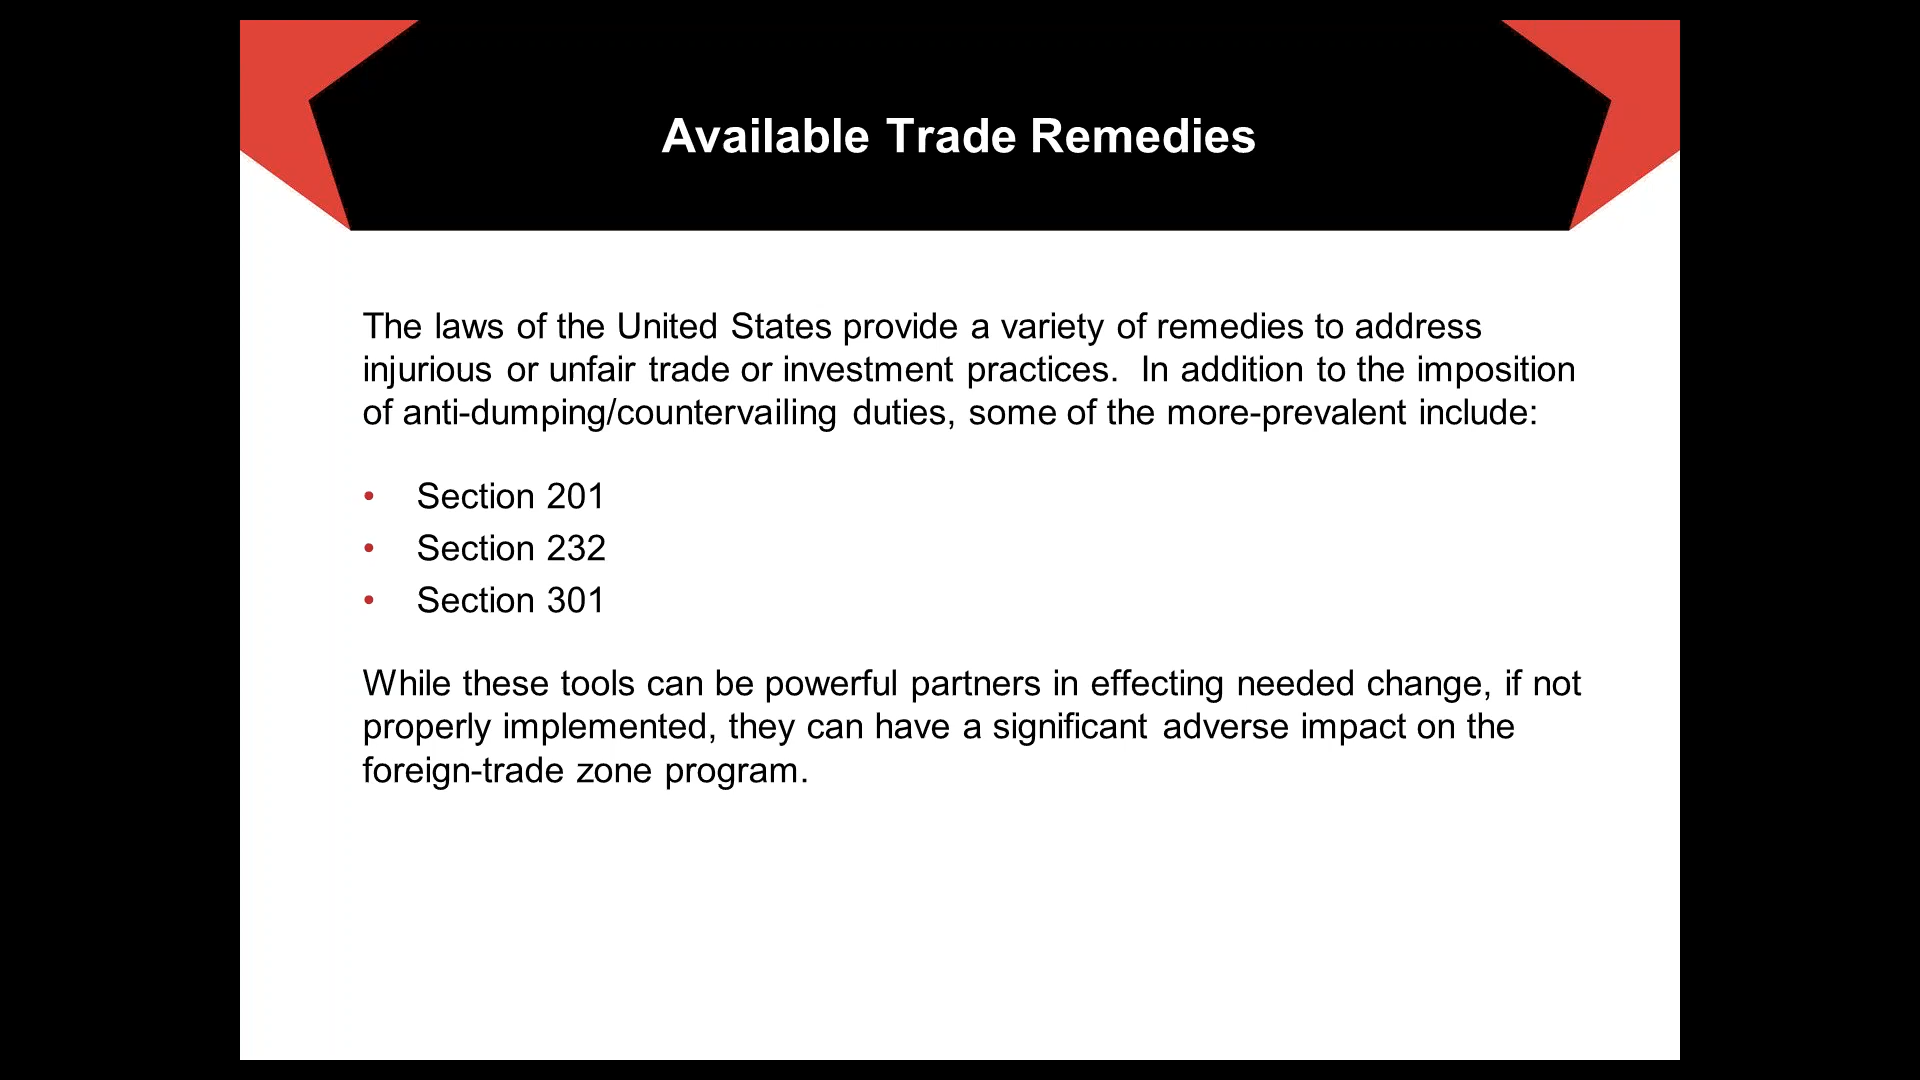 Available Trade Remedies
The laws of the United States provide a variety of remedies to address
injurious or unfair trade or investment practices.  In addition to the imposition
of anti-dumping/countervailing duties, some of the more-prevalent include:
• Section 201
• Section 232
• Section 301
While these tools can be powerful partners in effecting needed change, if not
properly implemented, they can have a significant adverse impact on the
foreign-trade zone program.